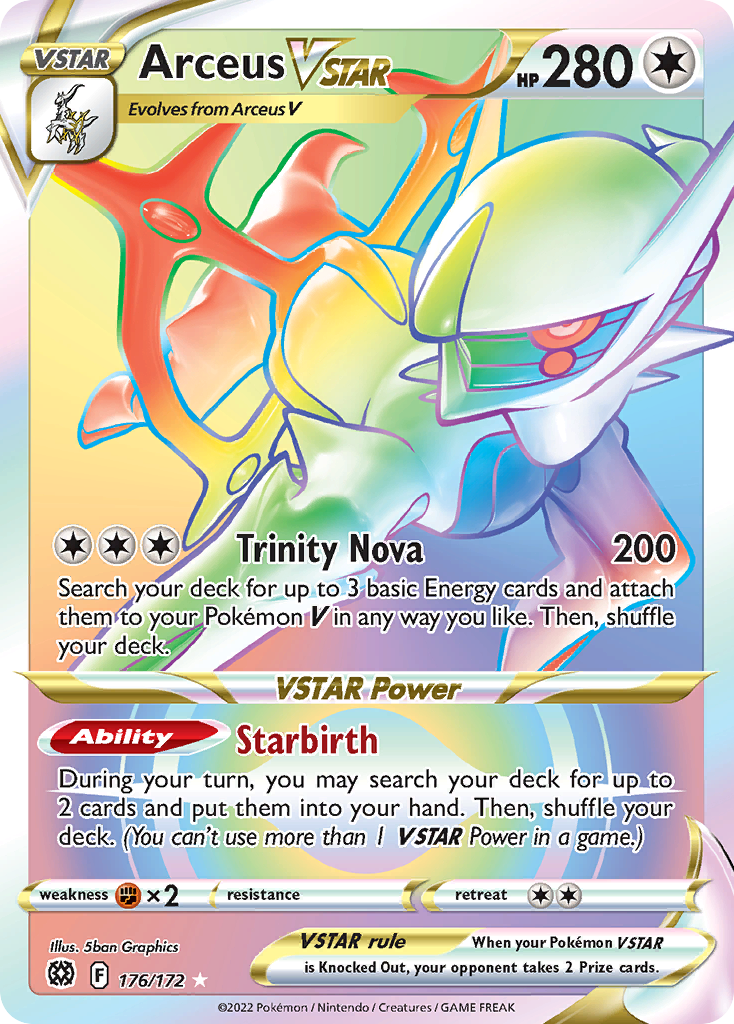 VSTAR
Arceus VSTAR
HP 280
Evolves from Arceus V
Trinity Nova 200
Search your deck for up to 3 basic Energy cards and attach
them to your Pokémon V in any way you like. Then, shuffle
your deck.
VSTAR Power
Ability Starbirth
During your turn, you may search your deck for up to
2 cards and put them into your hand. Then, shuffle your
deck. (You can't use more than 1 VSTAR Power in a game.)
weakness ×2 resistance retreat
Illus. 5ban Graphics
VSTAR rule When your Pokémon VSTAR
is Knocked Out, your opponent takes 2 Prize cards.
F 176/172
©2022 Pokémon / Nintendo / Creatures / GAME FREAK